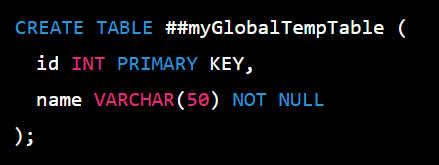 CREATE TABLE ##myGlobalTempTable (
id INT PRIMARY KEY,
name VARCHAR(50) NOT NULL
);